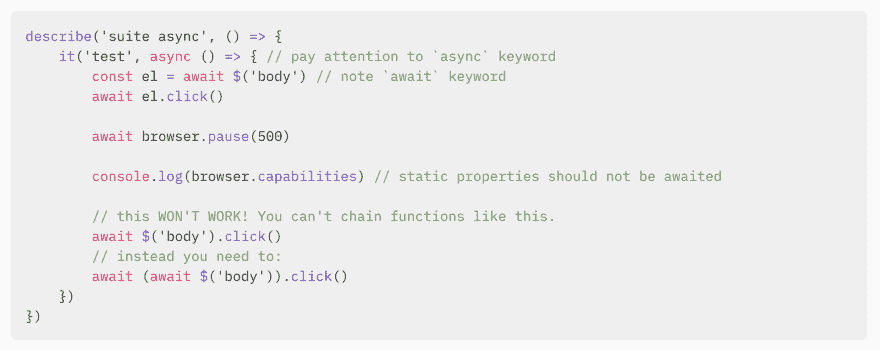 describe('suite async', () => {
    it('test', async () => { // pay attention to `async` keyword
        const el = await $('body') // note `await` keyword
        await el.click()

        await browser.pause(500)

        console.log(browser.capabilities) // static properties should not be awaited

        // this WON'T WORK! You can't chain functions like this.
        await $('body').click()
        // instead you need to:
        await (await $('body')).click()
    })
})